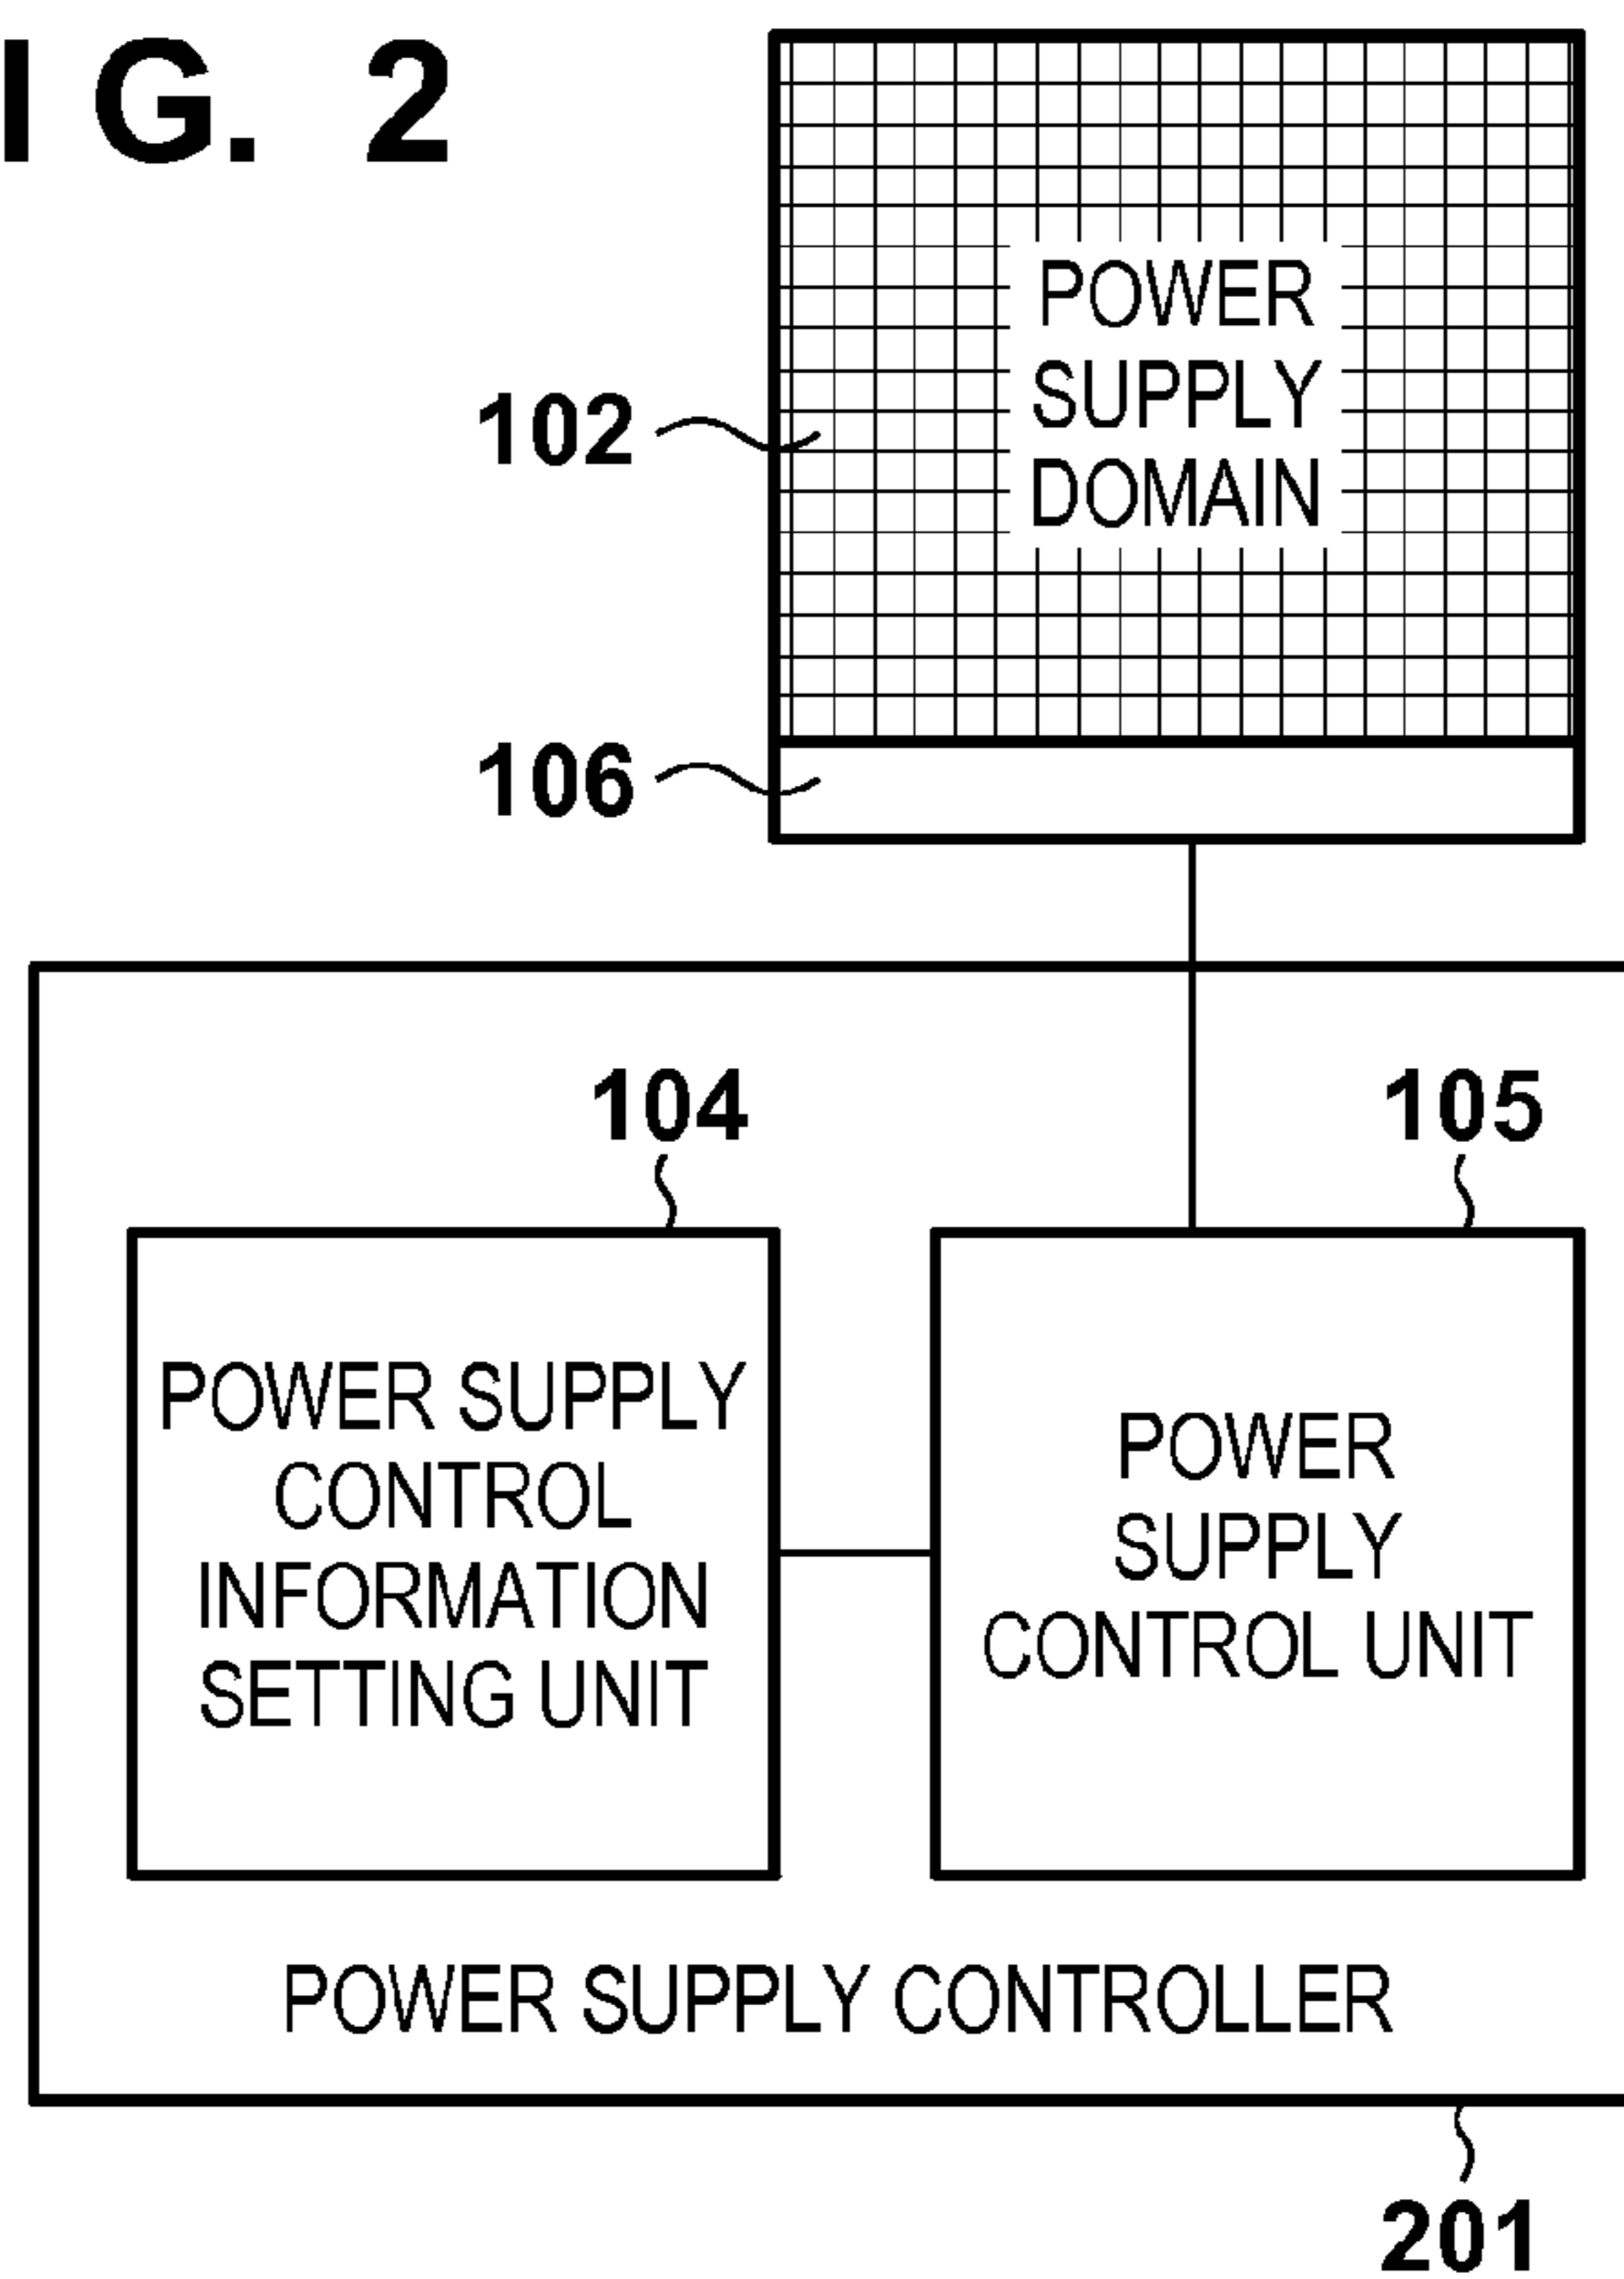 IG. 2
POWER
SUPPLY
DOMAIN
102
106
104
105
POWER SUPPLY
CONTROL
INFORMATION
SETTING UNIT
POWER
SUPPLY
CONTROL UNIT
POWER SUPPLY CONTROLLER
201